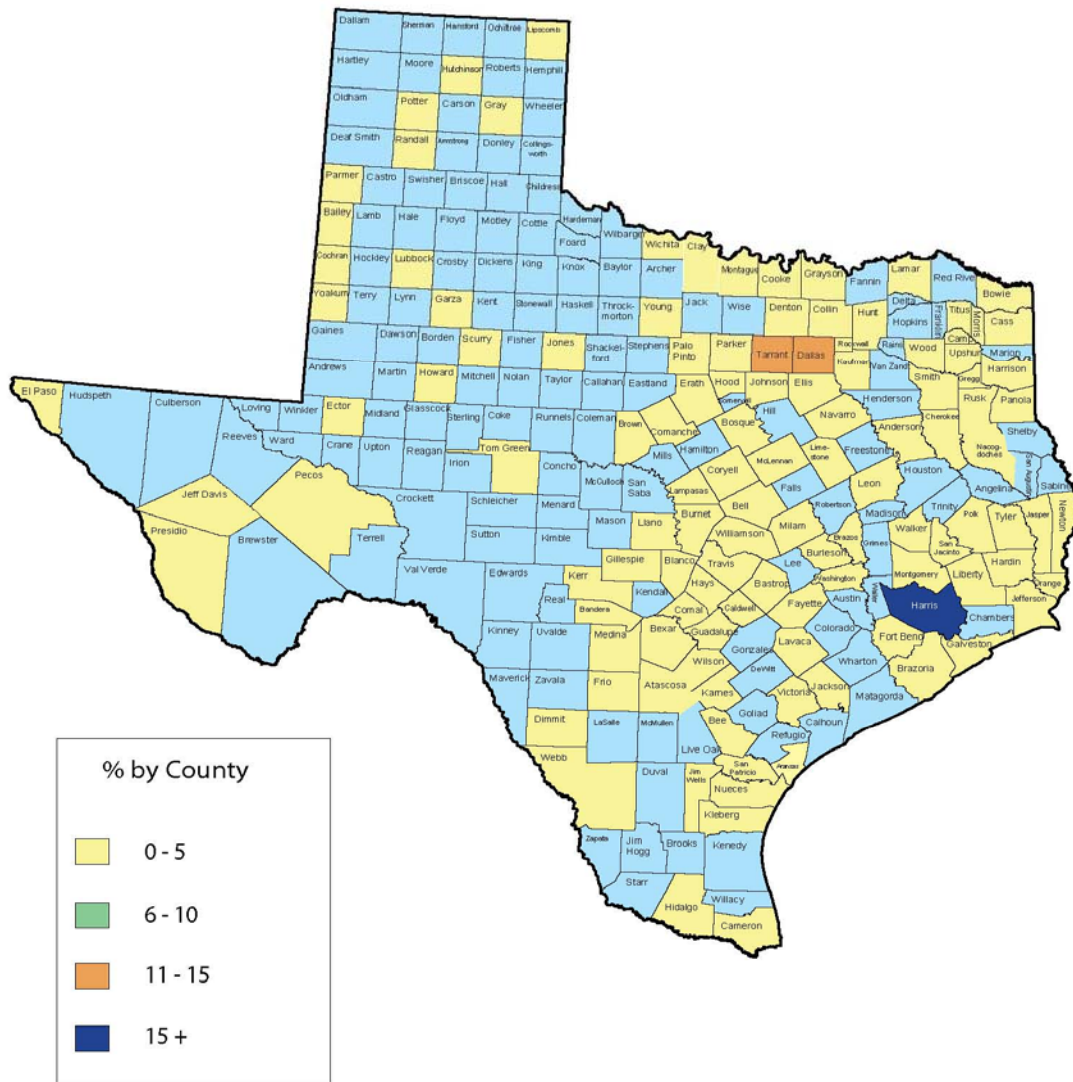 Dallam Sherman Hansford Ochiltree Lipscomb
Hartley Moore Hutchinson Roberts Hemphill
Oldham Potter Carson Gray Wheeler
Deaf Smith Randall Armstrong Donley Collings-
worth
Parmer Castro Swisher Briscoe Hall Childress
Bailey Lamb Hale Floyd Motley Cottle Hardeman
Foard Wilbarger Wichita Clay
Cochran Hockley Lubbock Crosby Dickens King Knox Baylor Archer Montague Cooke Grayson Fannin Lamar Red Rive Bowie
Yoakum Terry Lynn Garza Kent Stonewall Haskell Throck-
morton Young Jack Wise Denton Collin Hunt Delta Hopkins Franklin Titus Morris Cass
Gaines Dawson Borden Scurry Fisher Jones Shackel-
ford Stephens Palo
Pinto Parker Tarrant Dallas Rockwall Kaufman Rains Wood Camp Upshur Marion
Andrews Martin Howard Mitchell Nolan Taylor Callahan Eastland Erath Hood Johnson Ellis Van Zandt Smith Gregg Harrison
El Paso Hudspeth Culberson Loving Winkler Ector Midland Glasscock Sterling Coke Runnels Coleman Brown Comanche Somervell Bosque Hill Navarro Henderson Cherokee Rusk Panola
Reeves Ward Crane Upton Reagan Irion Tom Green Concho McCulloch San
Saba Mills Hamilton McLennan Lime-
stone Freestone Anderson Nacog-
doches Shelby
Jeff Davis Pecos Crockett Schleicher Menard Mason Lampasas Coryell Bell Falls Leon Houston Angelina San Augustine Sabine
Presidio Brewster Terrell Sutton Kimble Llano Burnet Williamson Milam Robertson Madison Trinity Polk Tyler Jasper Newton
Val Verde Edwards Gillespie Blanco Travis Lee Burleson Brazos Grimes Walker San
Jacinto Hardin
Real Kerr Bandera Kendall Hays Bastrop Washington Montgomery Liberty Orange
Kinney Uvalde Medina Bexar Comal Caldwell Guadalupe Fayette Austin Waller Harris Chambers Jefferson
Maverick Zavala Frio Atascosa Wilson Gonzales Lavaca Colorado Fort Bend Galveston
Dimmit LaSalle McMullen Karnes DeWitt Victoria Jackson Wharton Brazoria
Webb Live Oak Bee Goliad Refugio Calhoun Matagorda
Duval Jim
Wells San
Patricio Aransas
Nueces
Kleberg
Zapata Jim
Hogg Brooks Kenedy
Starr Hidalgo Willacy
Cameron
% by County
0 - 5
6 - 10
11 - 15
15 +